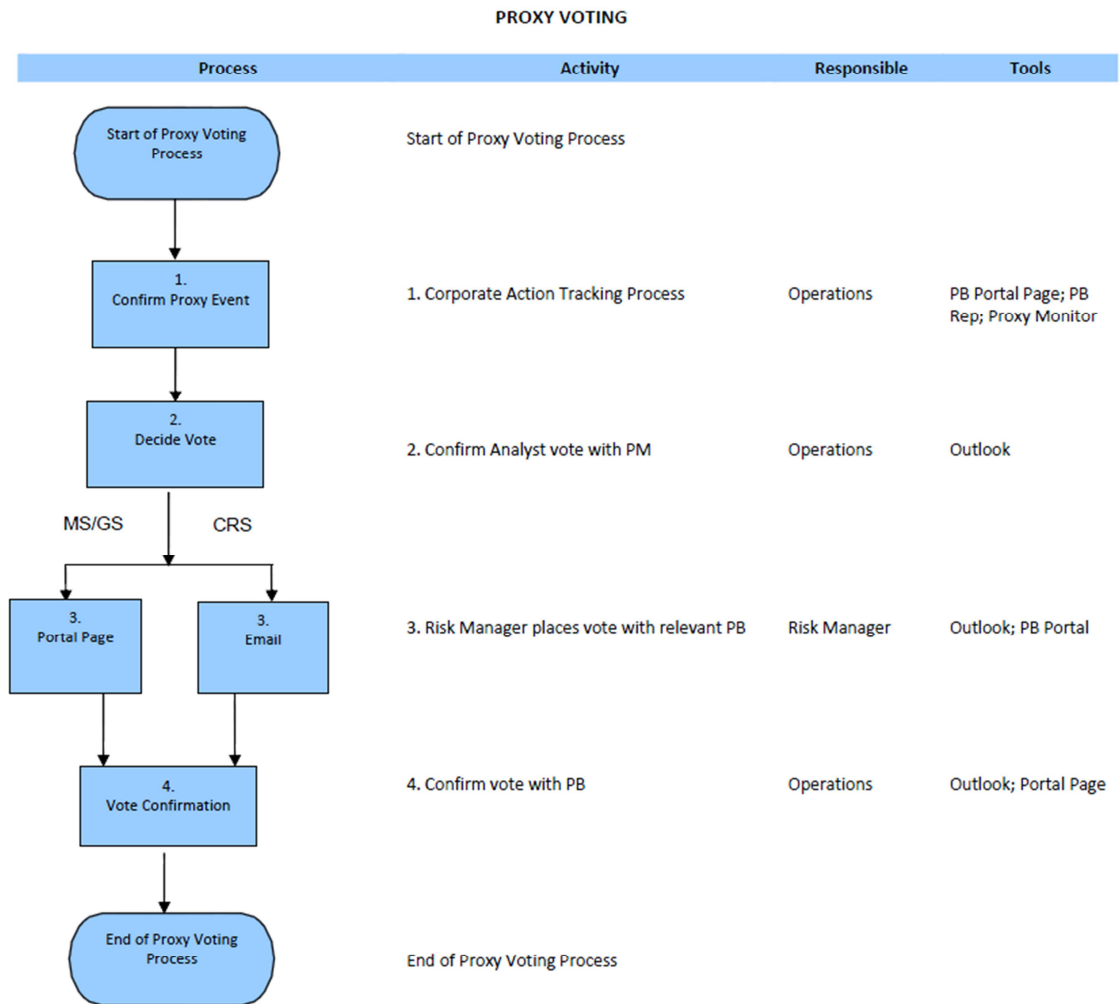 PROXY VOTING
Process Activity Responsible Tools
Start of Proxy Voting
Process
Start of Proxy Voting Process
1.
Confirm Proxy Event
1. Corporate Action Tracking Process
Operations
PB Portal Page; PB
Rep; Proxy Monitor
2.
Decide Vote
2. Confirm Analyst vote with PM
Operations
Outlook
MS/GS
CRS
3.
Portal Page
3.
Email
3. Risk Manager places vote with relevant PB
Risk Manager
Outlook; PB Portal
4.
Vote Confirmation
4. Confirm vote with PB
Operations
Outlook; Portal Page
End of Proxy Voting
Process
End of Proxy Voting Process